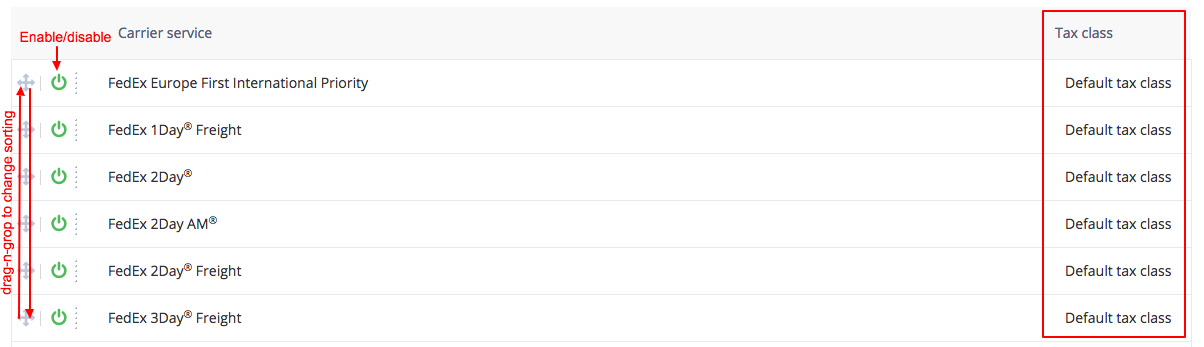 Enable/disable Carrier service Tax class
FedEx Europe First International Priority Default tax class
FedEx 1Day® Freight Default tax class
FedEx 2Day® Default tax class
FedEx 2Day AM® Default tax class
FedEx 2Day® Freight Default tax class
FedEx 3Day® Freight Default tax class
drag-n-grop to change sorting